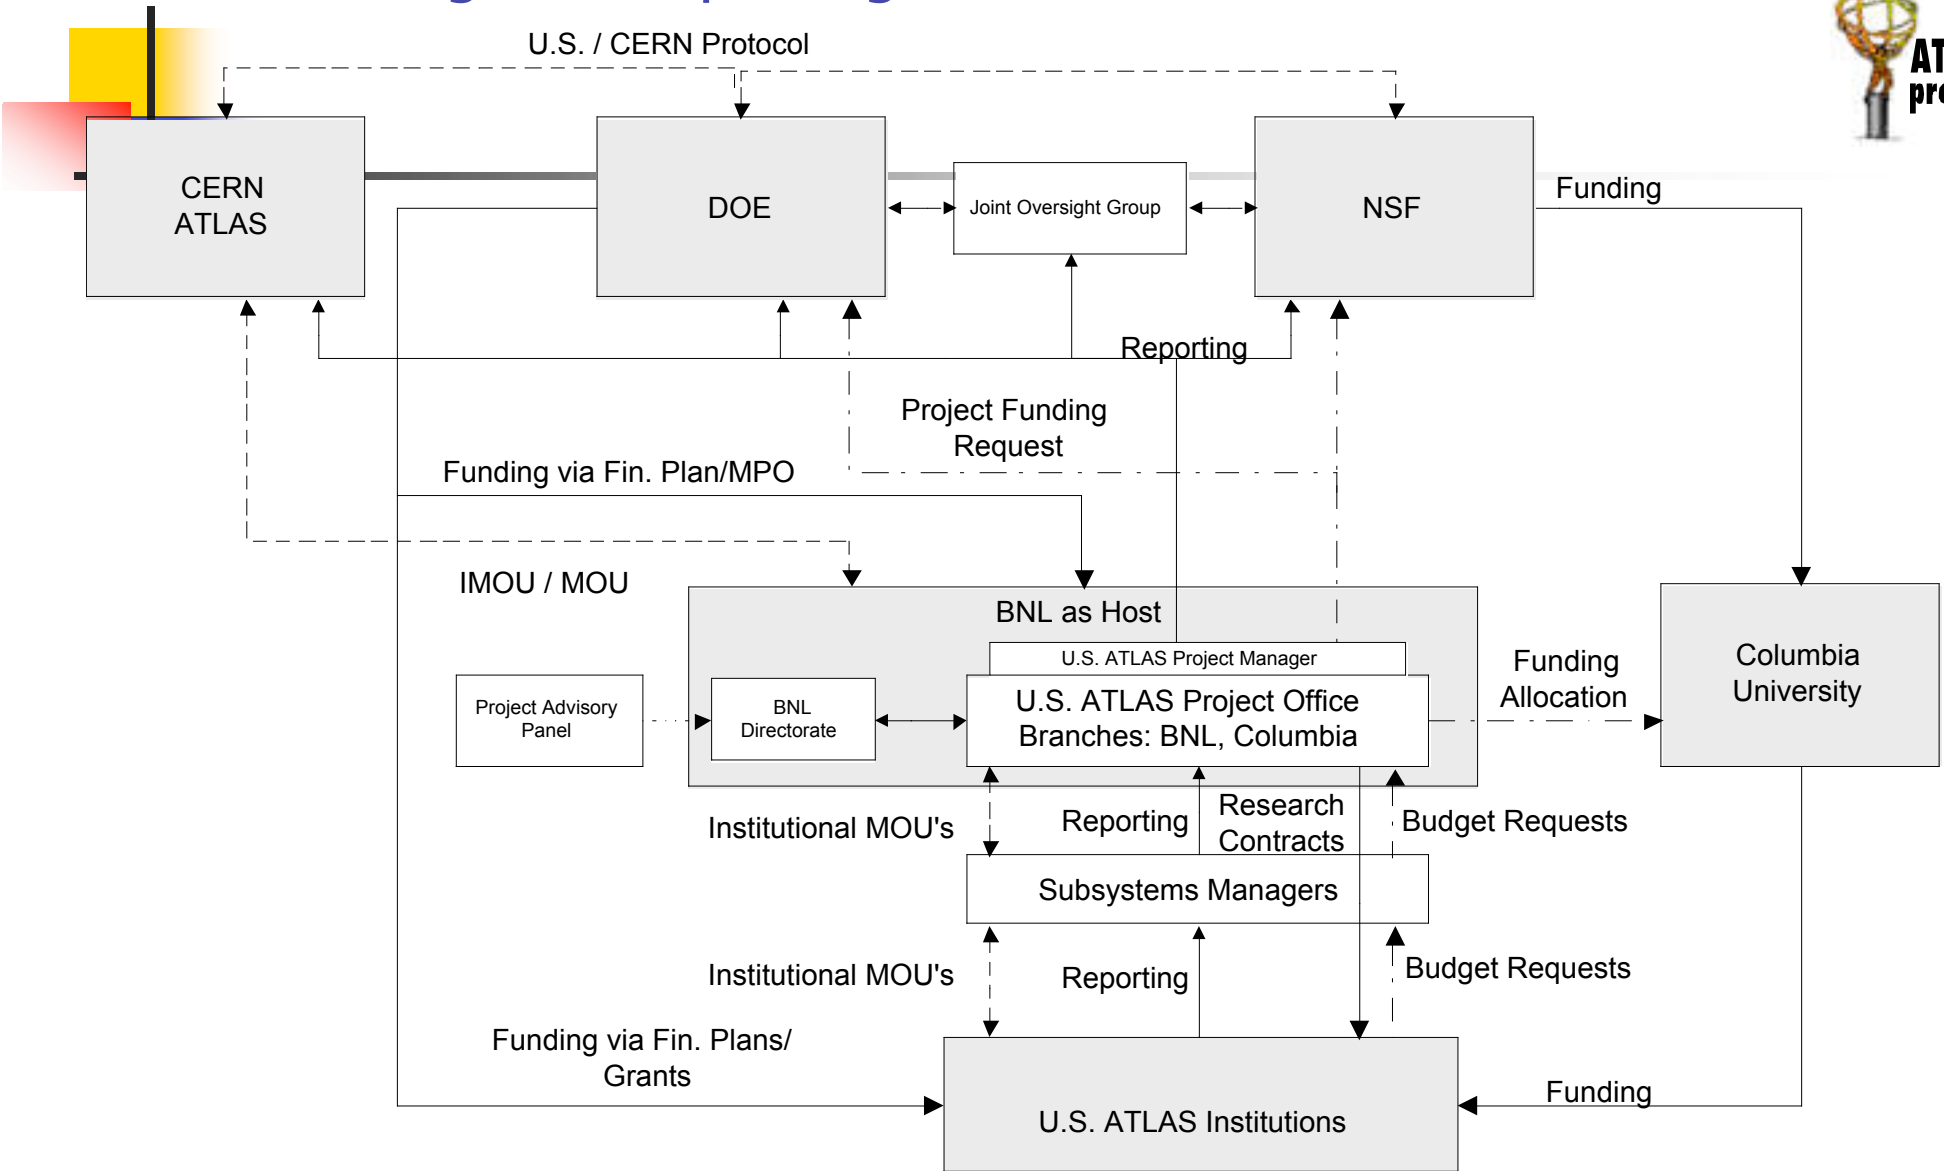 U.S. / CERN Protocol
CERN
ATLAS
DOE
Joint Oversight Group
NSF
Funding
Reporting
Project Funding
Request
Funding via Fin. Plan/MPO
IMOU / MOU
BNL as Host
U.S. ATLAS Project Manager
Project Advisory
Panel
BNL
Directorate
U.S. ATLAS Project Office
Branches: BNL, Columbia
Funding
Allocation
Columbia
University
Institutional MOU's
Reporting
Research
Contracts
Budget Requests
Subsystems Managers
Institutional MOU's
Reporting
Budget Requests
Funding via Fin. Plans/
Grants
Funding
U.S. ATLAS Institutions